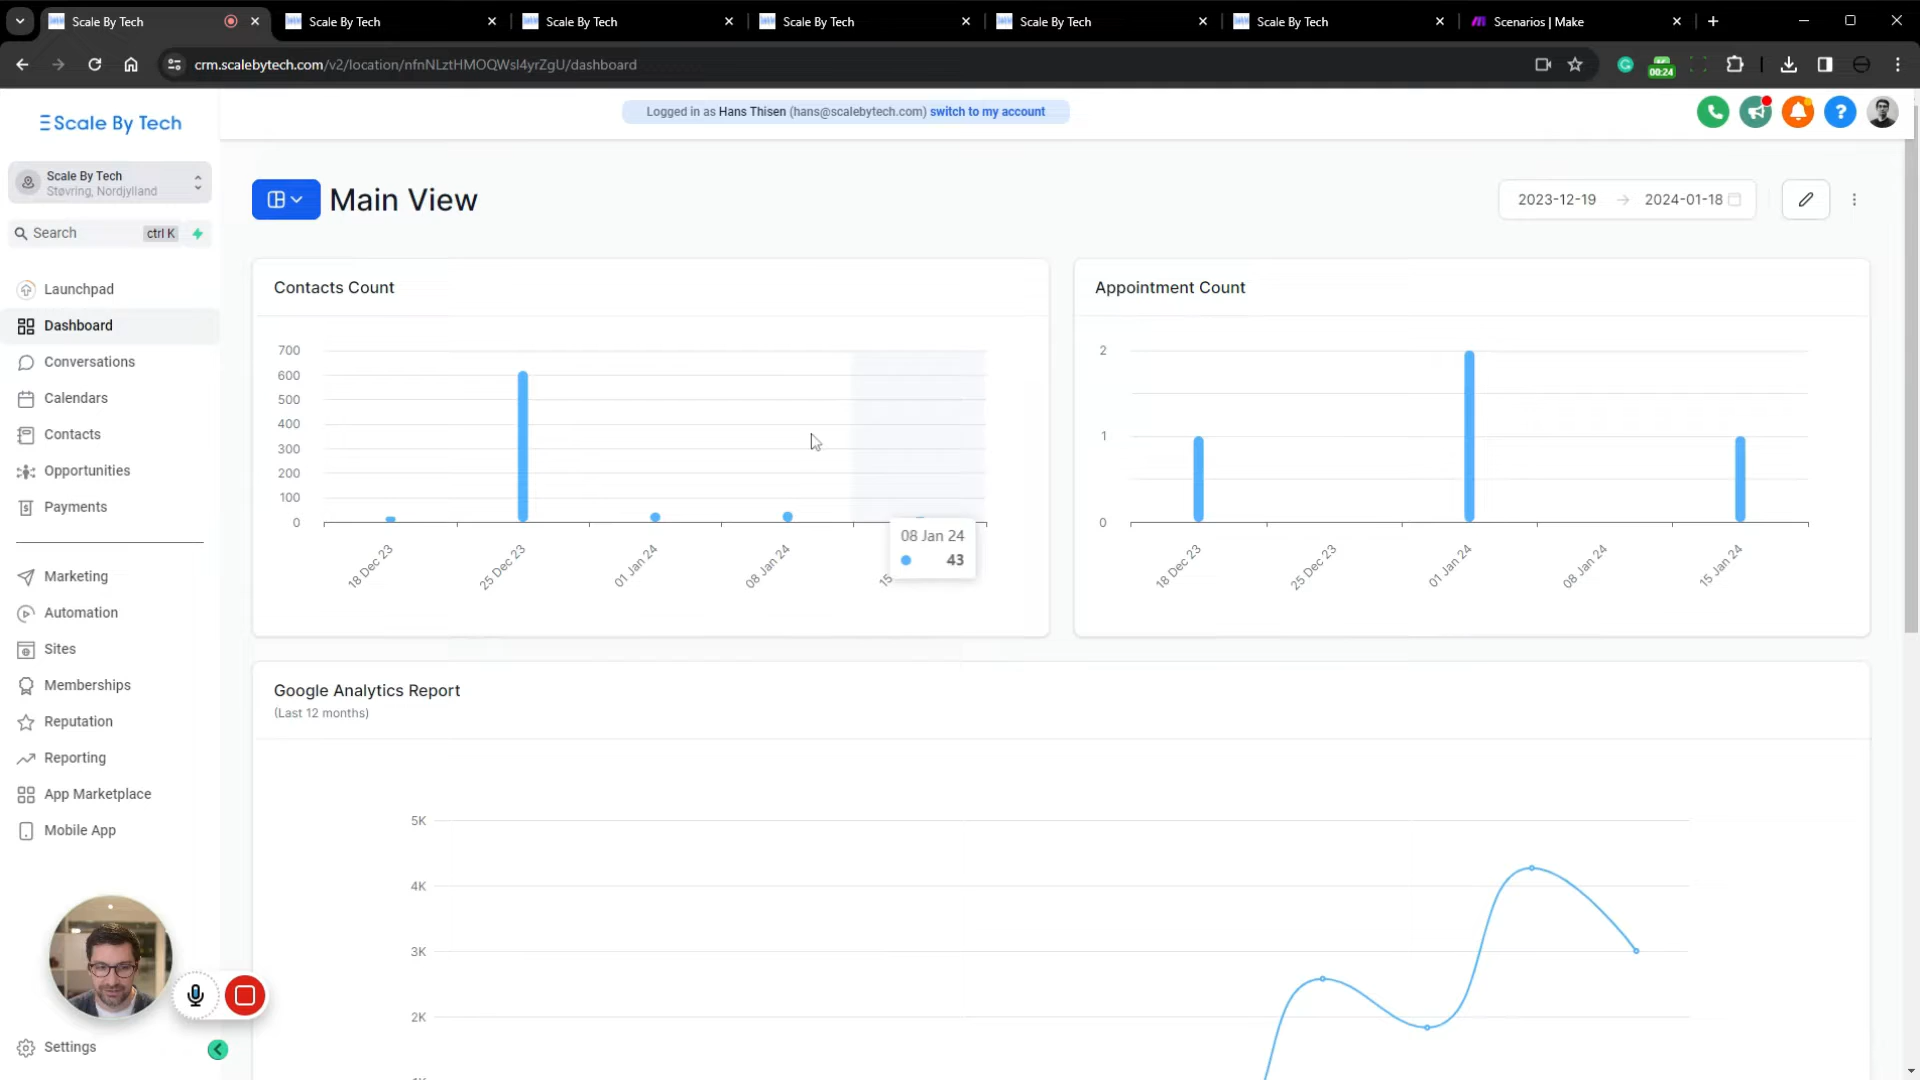 Scale By Tech
Scale By Tech
Scale By Tech
Scale By Tech
Scale By Tech
Scale By Tech
Scenarios | Make
crm.scalebytech.com/v2/location/nfnNLztHMOQWsl4yrZgU/dashboard
00:24
Scale By Tech
Logged in as Hans Thisen (hans@scalebytech.com) switch to my account
Scale By Tech
Støvring, Nordjylland
Search
ctrl K
Launchpad
Dashboard
Conversations
Calendars
Contacts
Opportunities
Payments
Marketing
Automation
Sites
Memberships
Reputation
Reporting
App Marketplace
Mobile App
Settings
Main View
2023-12-19
2024-01-18
Contacts Count
700
600
500
400
300
200
100
0
18 Dec 23
25 Dec 23
01 Jan 24
08 Jan 24
15
08 Jan 24
43
Appointment Count
2
1
0
18 Dec 23
25 Dec 23
01 Jan 24
08 Jan 24
15 Jan 24
Google Analytics Report
(Last 12 months)
5K
4K
3K
2K